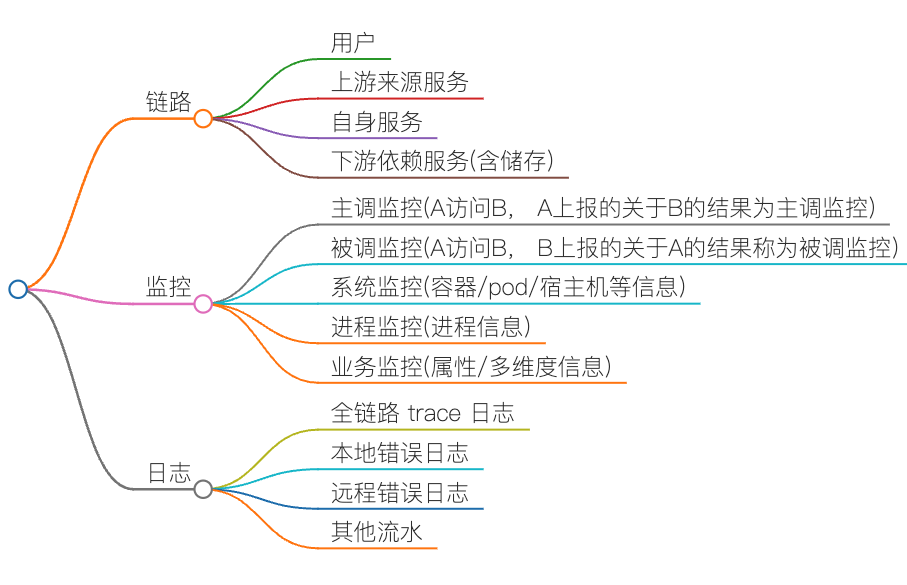 链路
用户
上游来源服务
自身服务
下游依赖服务(含储存)
监控
主调监控(A访问B， A上报的关于B的结果为主调监控)
被调监控(A访问B， B上报的关于A的结果称为被调监控)
系统监控(容器/pod/宿主机等信息)
进程监控(进程信息)
业务监控(属性/多维度信息)
日志
全链路 trace 日志
本地错误日志
远程错误日志
其他流水